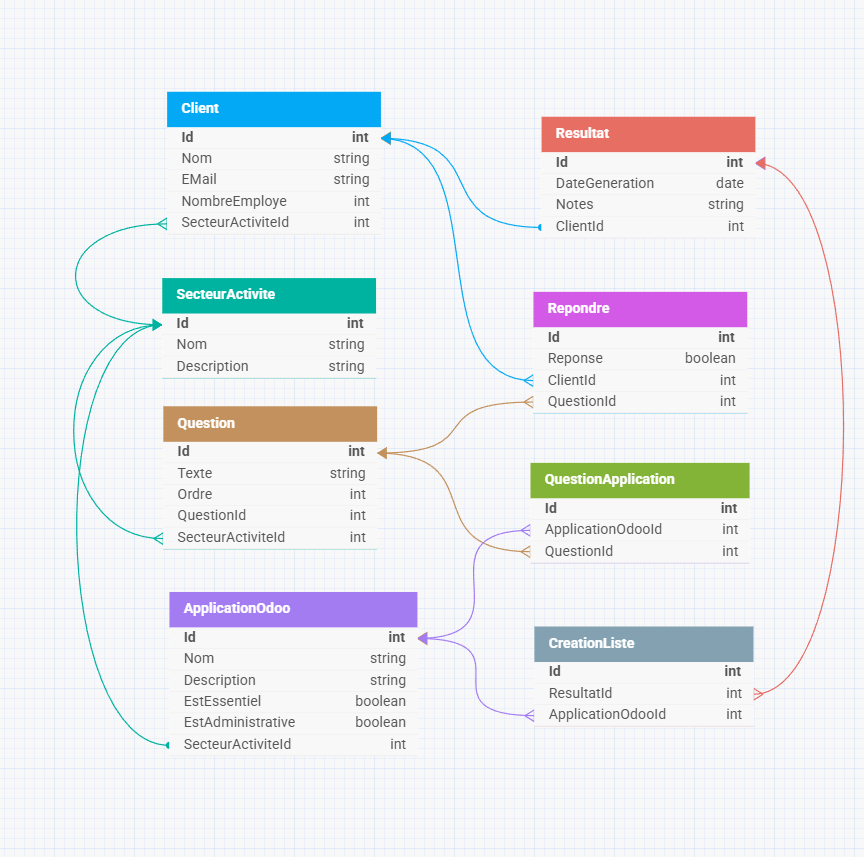 Client
Id int
Nom string
EMail string
NombreEmploye int
SecteurActiviteId int
SecteurActivite
Id int
Nom string
Description string
Question
Id int
Texte string
Ordre int
QuestionId int
SecteurActiviteId int
ApplicationOdoo
Id int
Nom string
Description string
EstEssentiel boolean
EstAdministrative boolean
SecteurActiviteId int
Resultat
Id int
DateGeneration date
Notes string
ClientId int
Repondre
Id int
Reponse boolean
ClientId int
QuestionId int
QuestionApplication
Id int
ApplicationOdooId int
QuestionId int
CreationListe
Id int
ResultatId int
ApplicationOdooId int